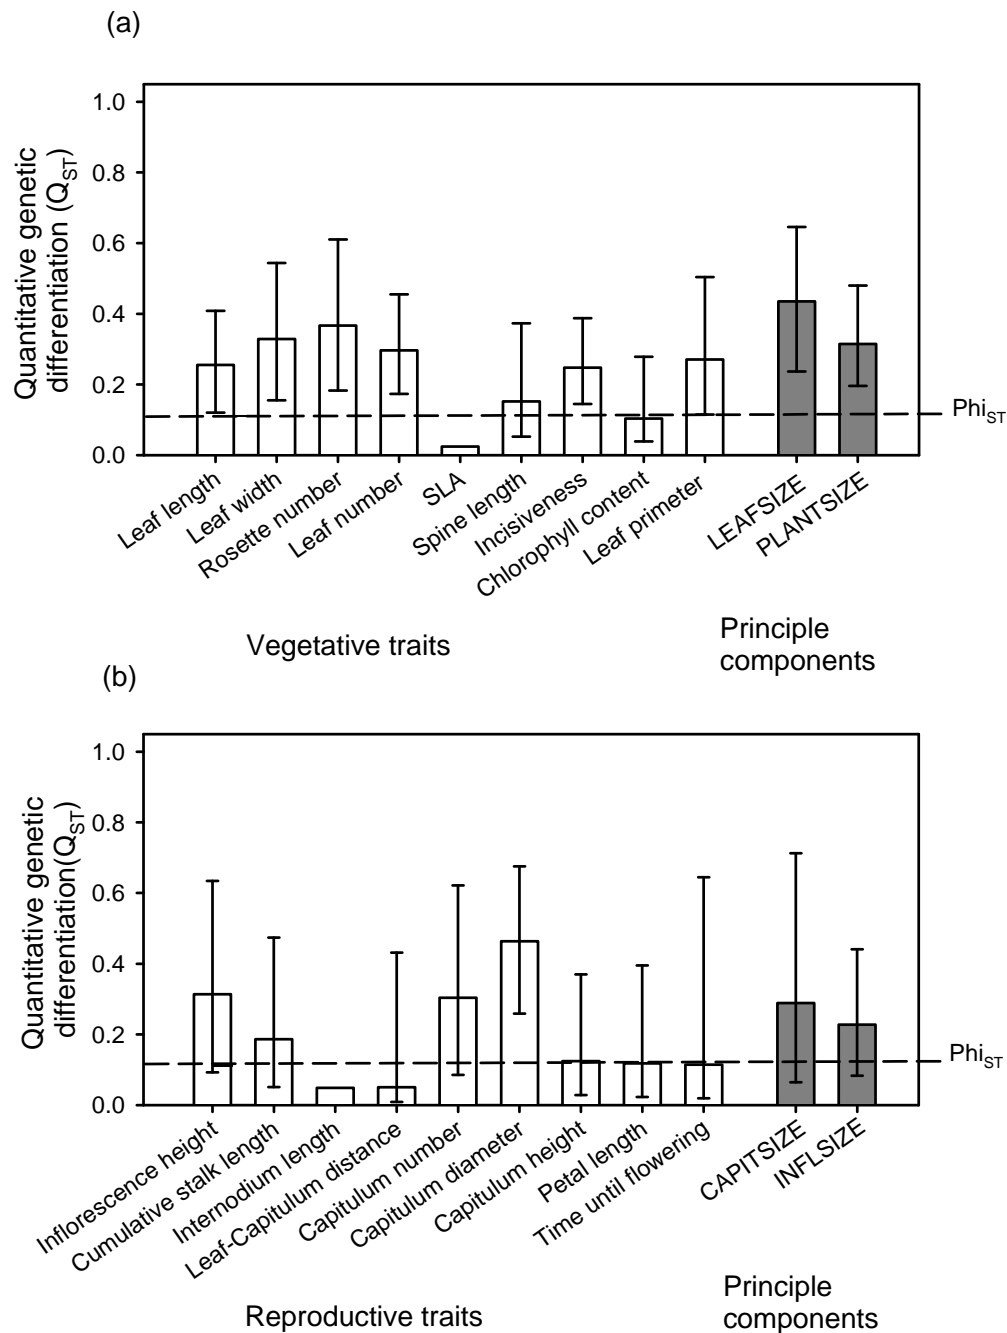 (a)
Quantitative genetic
differentiation (Q_ST)
1.0
0.8
0.6
0.4
0.2
0.0
Phi_ST
Leaf length
Leaf width
Rosette number
Leaf number
SLA
Spine length
Incisiveness
Chlorophyll content
Leaf primeter
LEAFSIZE
PLANTSIZE
Vegetative traits
Principle
components
(b)
Quantitative genetic
differentiation(Q_ST)
1.0
0.8
0.6
0.4
0.2
0.0
Phi_ST
Inflorescence height
Cumulative stalk length
Internodium length
Leaf-Capitulum distance
Capitulum number
Capitulum diameter
Capitulum height
Petal length
Time until flowering
CAPITSIZE
INFLSIZE
Reproductive traits
Principle
components